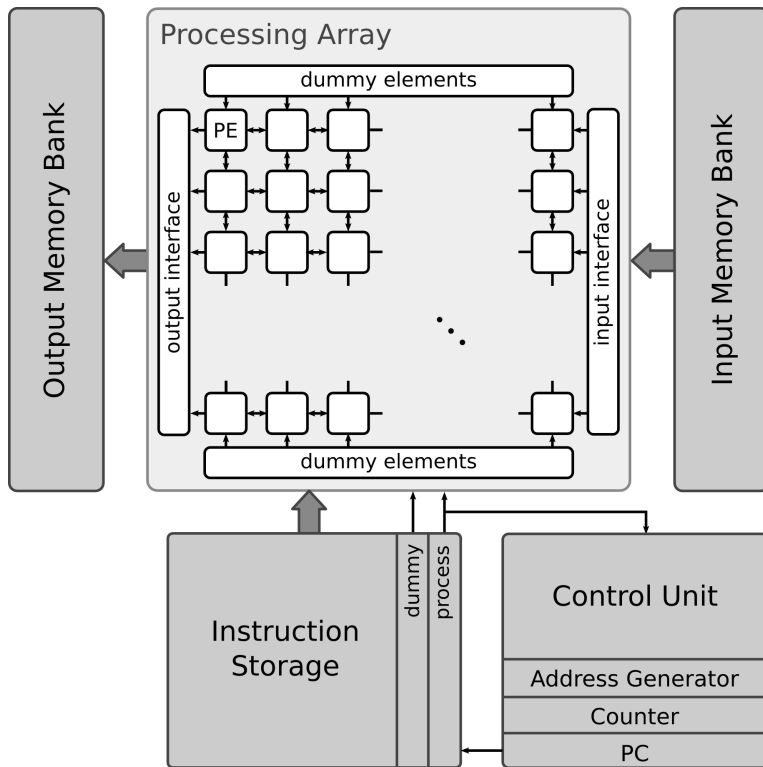 Processing Array
dummy elements
PE
Output Memory Bank
output interface
input interface
Input Memory Bank
dummy elements
Instruction
Storage
dummy
process
Control Unit
Address Generator
Counter
PC